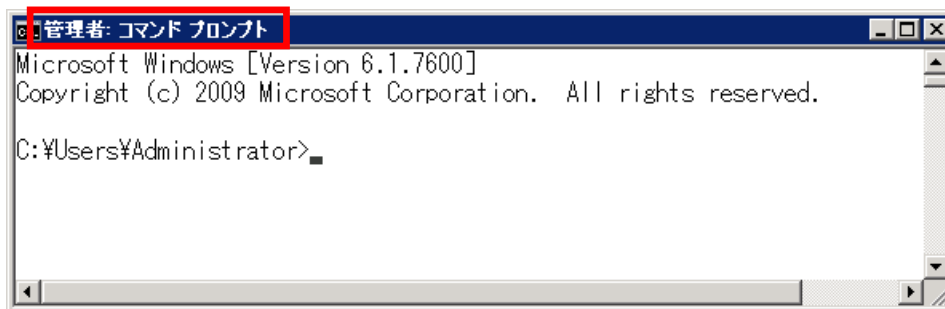 管理者: コマンド プロンプト
Microsoft Windows [Version 6.1.7600]
Copyright (c) 2009 Microsoft Corporation.  All rights reserved.
C:¥Users¥Administrator>_